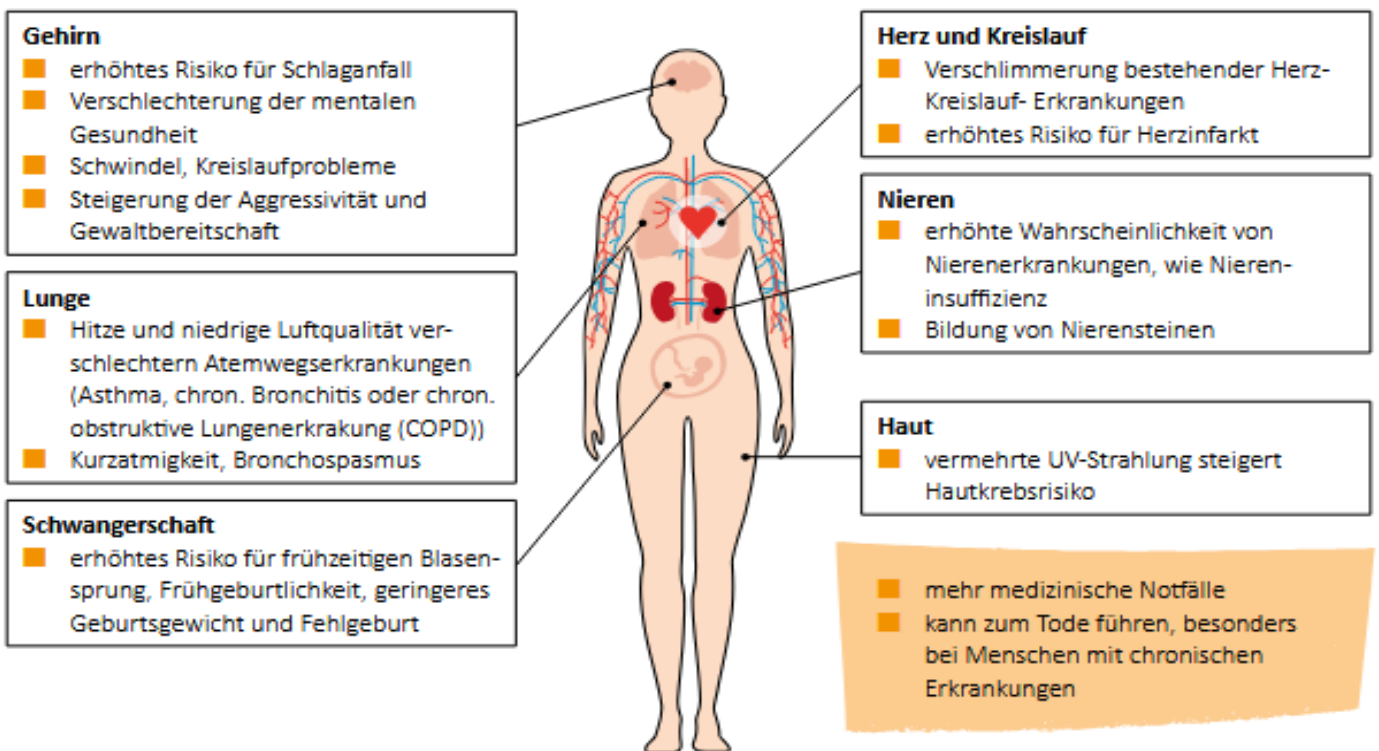 Gehirn
erhöhtes Risiko für Schlaganfall
Verschlechterung der mentalen
Gesundheit
Schwindel, Kreislaufprobleme
Steigerung der Aggressivität und
Gewaltbereitschaft
Lunge
Hitze und niedrige Luftqualität ver-
schlechtern Atemwegserkrankungen
(Asthma, chron. Bronchitis oder chron.
obstruktive Lungenerkrakung (COPD))
Kurzatmigkeit, Bronchospasmus
Schwangerschaft
erhöhtes Risiko für frühzeitigen Blasen-
sprung, Frühgeburtlichkeit, geringeres
Geburtsgewicht und Fehlgeburt
Herz und Kreislauf
Verschlimmerung bestehender Herz-
Kreislauf- Erkrankungen
erhöhtes Risiko für Herzinfarkt
Nieren
erhöhte Wahrscheinlichkeit von
Nierenerkrankungen, wie Nieren-
insuffizienz
Bildung von Nierensteinen
Haut
vermehrte UV-Strahlung steigert
Hautkrebsrisiko
mehr medizinische Notfälle
kann zum Tode führen, besonders
bei Menschen mit chronischen
Erkrankungen